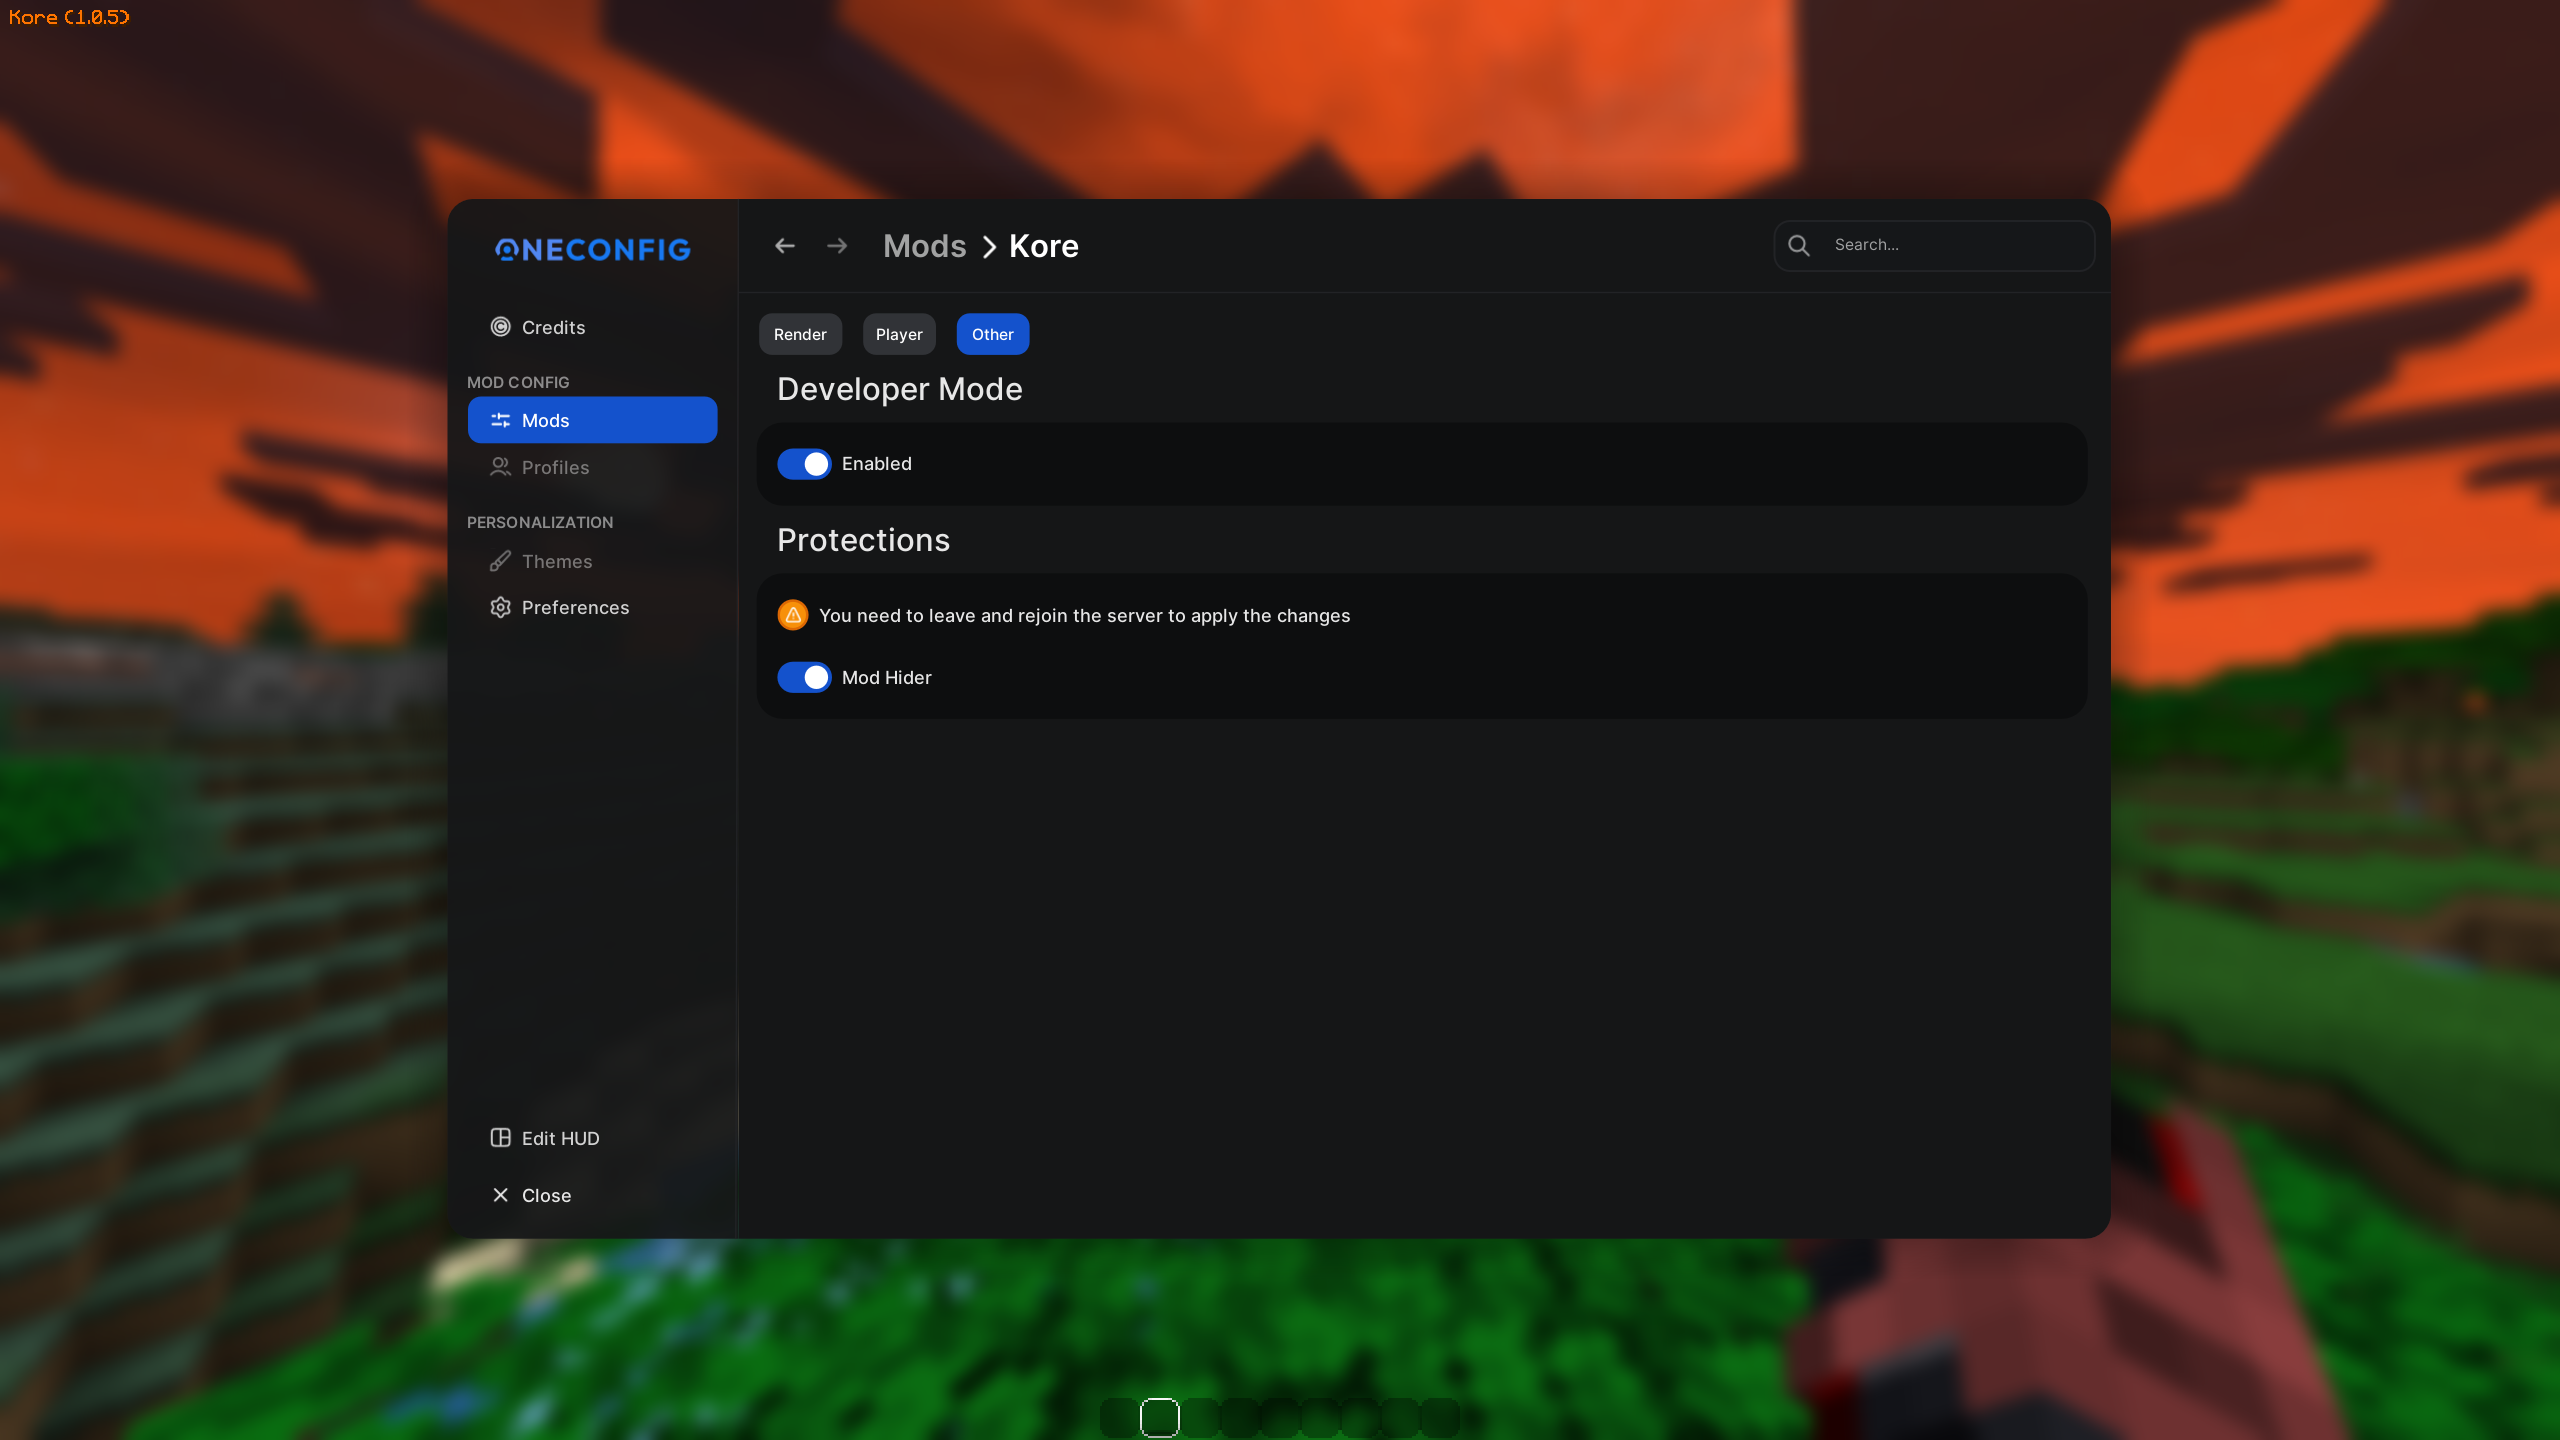 Kore (1.0.5)
ONECONFIG
Credits
MOD CONFIG
Mods
Profiles
PERSONALIZATION
Themes
Preferences
Edit HUD
Close
Mods > Kore
Search...
Render Player Other
Developer Mode
Enabled
Protections
You need to leave and rejoin the server to apply the changes
Mod Hider